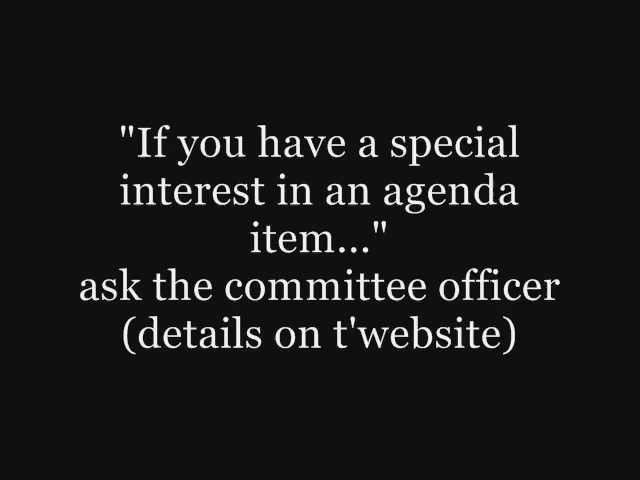 "If you have a special
interest in an agenda
item..."
ask the committee officer
(details on t'website)